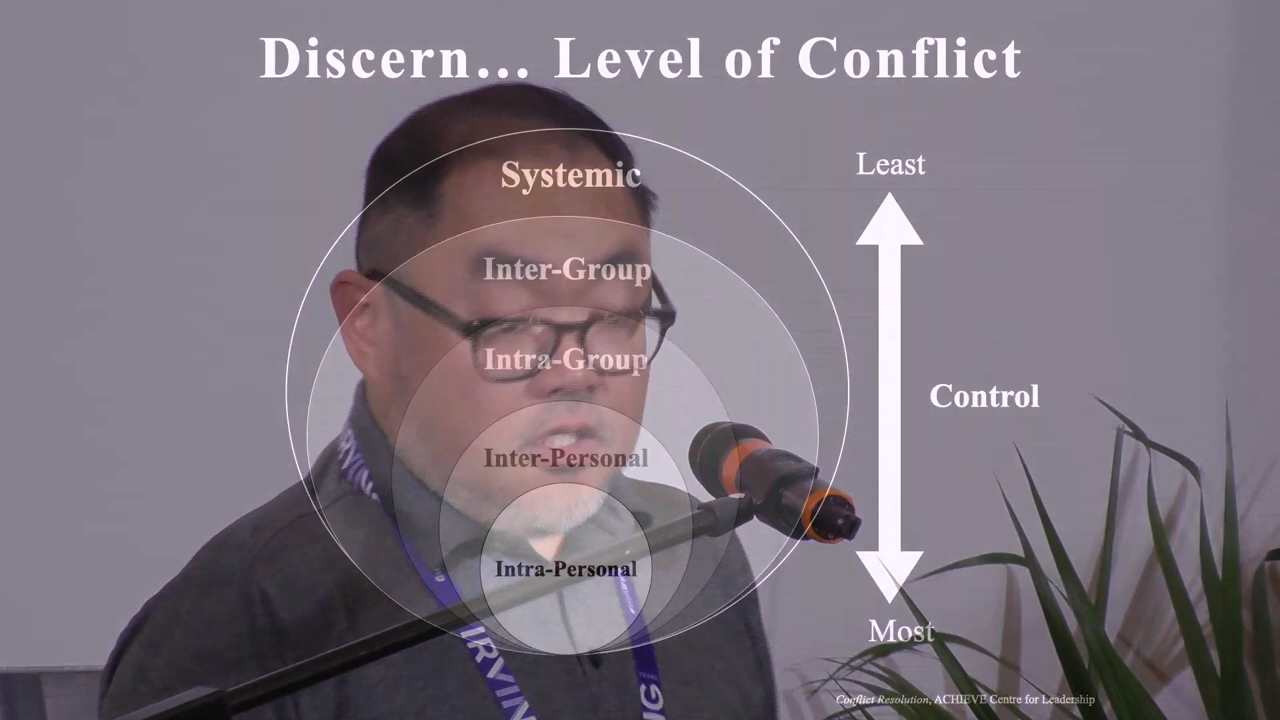 Discern... Level of Conflict
Systemic
Inter-Group
Intra-Group
Inter-Personal
Intra-Personal
Least
Control
Most
Conflict Resolution, ACHIEVE Centre for Leadership